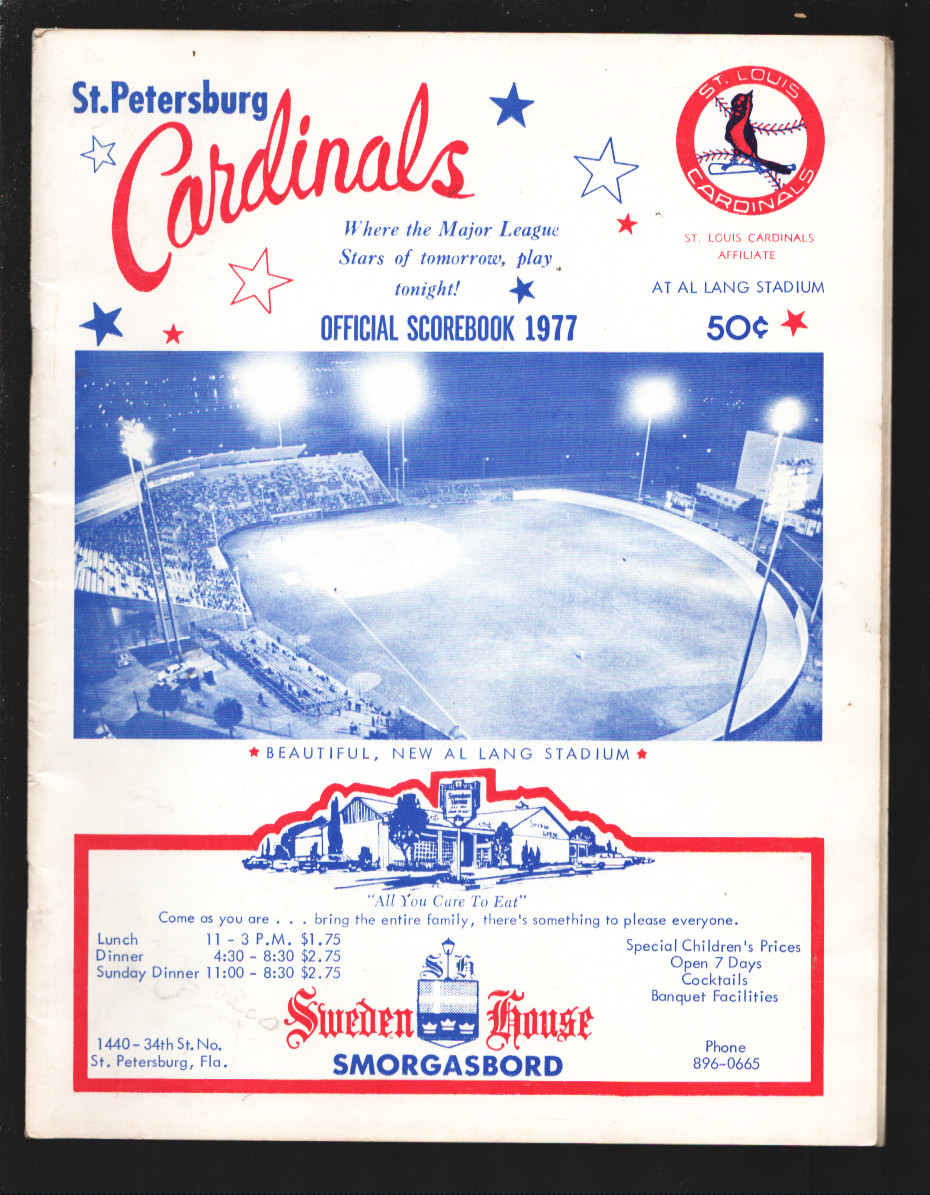 St.Petersburg
Cardinals
ST. LOUIS
CARDINALS
Where the Major League
Stars of tomorrow, play
tonight!
ST. LOUIS CARDINALS
AFFILIATE
AT AL LANG STADIUM
OFFICIAL SCOREBOOK 1977
50¢
BEAUTIFUL, NEW AL LANG STADIUM
Sweden
House
"All You Care To Eat"
Come as you are . . . bring the entire family, there's something to please everyone.
Lunch 11 - 3 P.M. $1.75
Dinner 4:30 - 8:30 $2.75
Sunday Dinner 11:00 - 8:30 $2.75
Special Children's Prices
Open 7 Days
Cocktails
Banquet Facilities
S H
Sweden House
SMORGASBORD
1440 - 34th St. No.
St. Petersburg, Fla.
Phone
896-0665